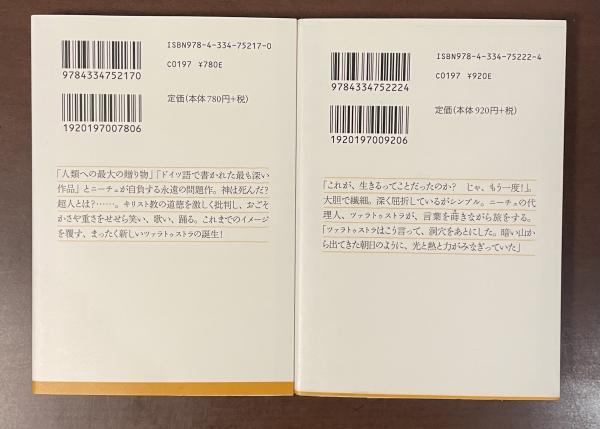 ISBN978-4-334-75217-0
C0197 ¥780E
9784334752170
定価(本体780円+税)
1920197007806
「人類への最大の贈り物」「ドイツ語で書かれた最も深い
作品」とニーチェが自負する永遠の問題作。神は死んだ?
超人とは?……。キリスト教の道徳を激しく批判し、おごそ
かさや重さをせせら笑い、歌い、踊る。これまでのイメージ
を覆す、まったく新しいツァラトゥストラの誕生!
ISBN978-4-334-75222-4
C0197 ¥920E
9784334752224
定価(本体920円+税)
1920197009206
「これが、生きるってことだったのか? じゃ、もう一度!」。
大胆で繊細。深く屈折しているがシンプル。ニーチェの代
理人、ツァラトゥストラが、言葉を蒔きながら旅をする。
「ツァラトゥストラはこう言って、洞穴をあとにした。暗い山か
ら出てきた朝日のように、光と熱と力がみなぎっていた」